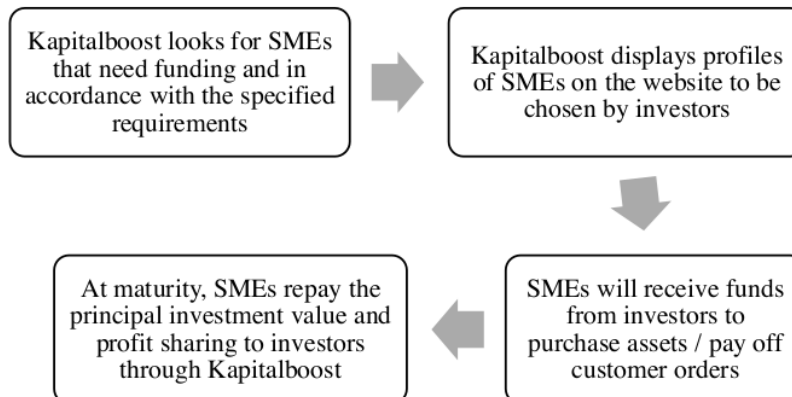 Kapitalboost looks for SMEs
that need funding and in
accordance with the specified
requirements
Kapitalboost displays profiles
of SMEs on the website to be
chosen by investors
SMEs will receive funds
from investors to
purchase assets / pay off
customer orders
At maturity, SMEs repay the
principal investment value and
profit sharing to investors
through Kapitalboost